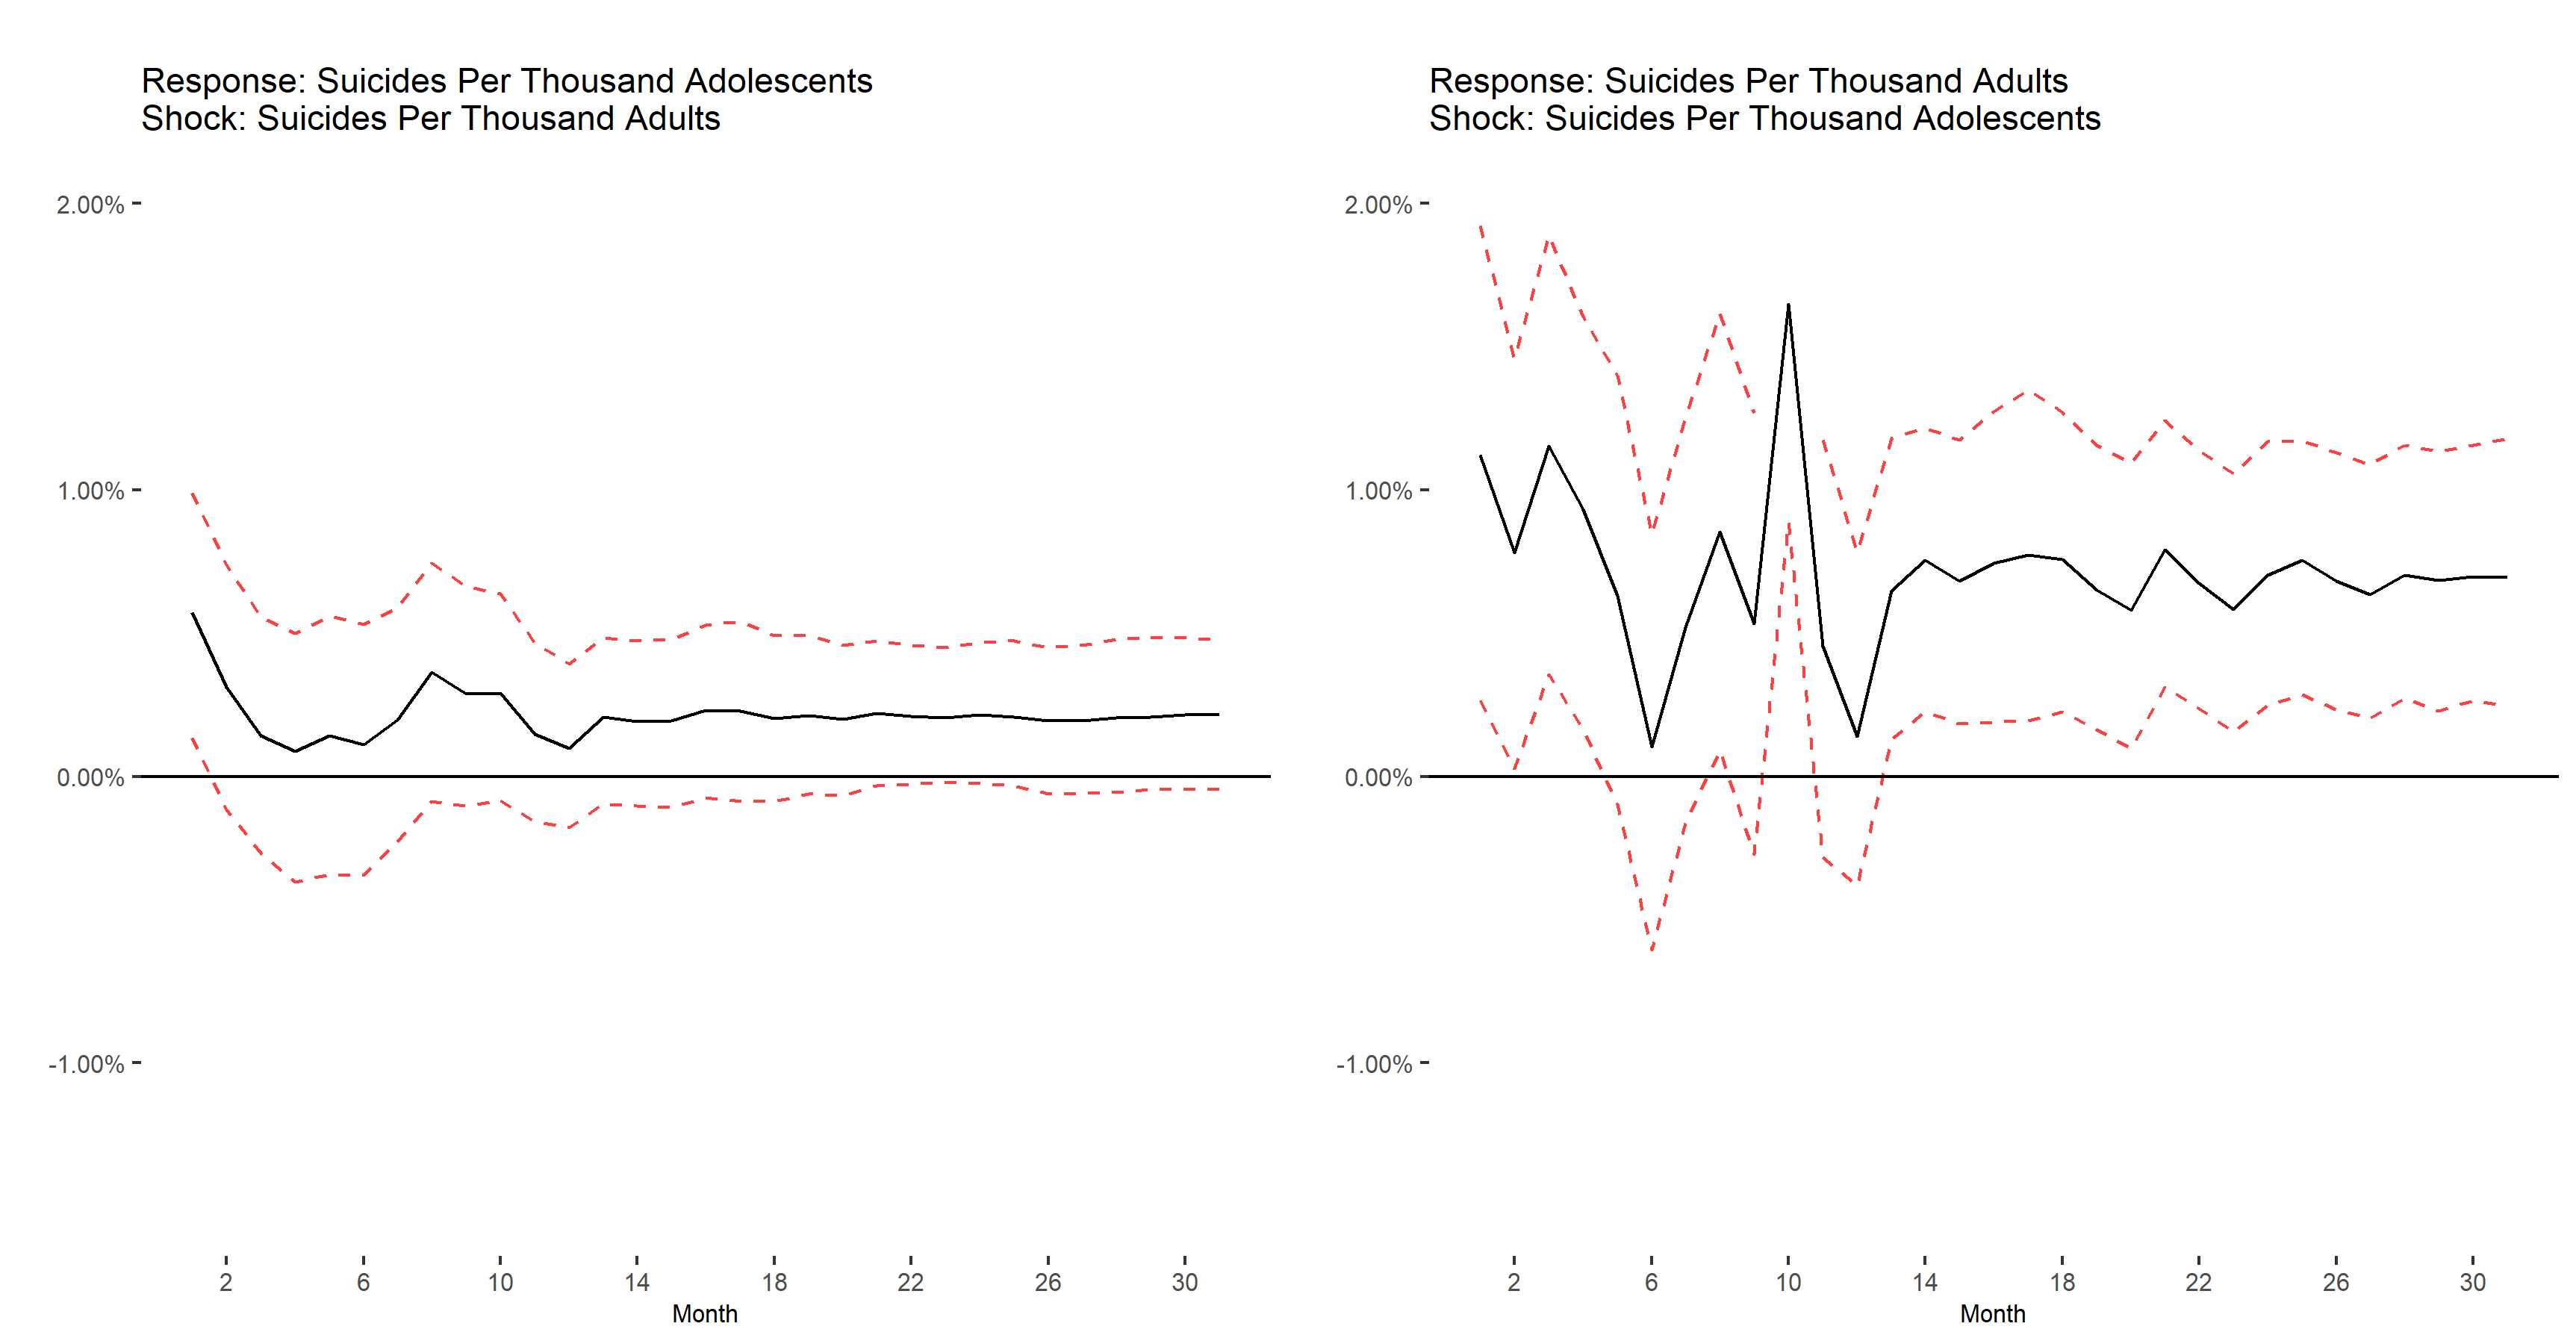 Response: Suicides Per Thousand Adolescents
Shock: Suicides Per Thousand Adults
2.00%
1.00%
0.00%
-1.00%
2 6 10 14 18 22 26 30
Month
Response: Suicides Per Thousand Adults
Shock: Suicides Per Thousand Adolescents
2.00%
1.00%
0.00%
-1.00%
2 6 10 14 18 22 26 30
Month